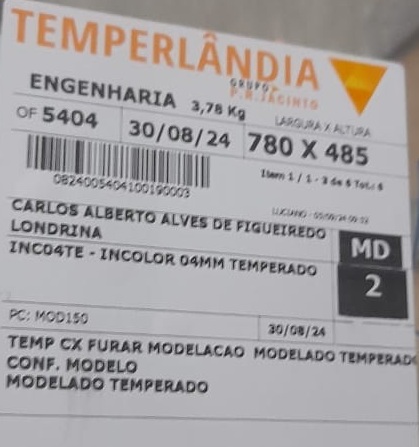 TEMPERLÂNDIA
GRUPO
P.R.JACINTO
ENGENHARIA 3,78 Kg LARGURA X ALTURA
OF 5404 30/08/24 780 X 485
Item 1 / 1 - 3 de 6 Tot.: 6
0824005404100190003
LUCIANO -
CARLOS ALBERTO ALVES DE FIGUEIREDO
LONDRINA
MD
INC04TE - INCOLOR 04MM TEMPERADO
2
PC: MOD150 30/08/24
TEMP CX FURAR MODELACAO MODELADO TEMPERAD
CONF. MODELO
MODELADO TEMPERADO